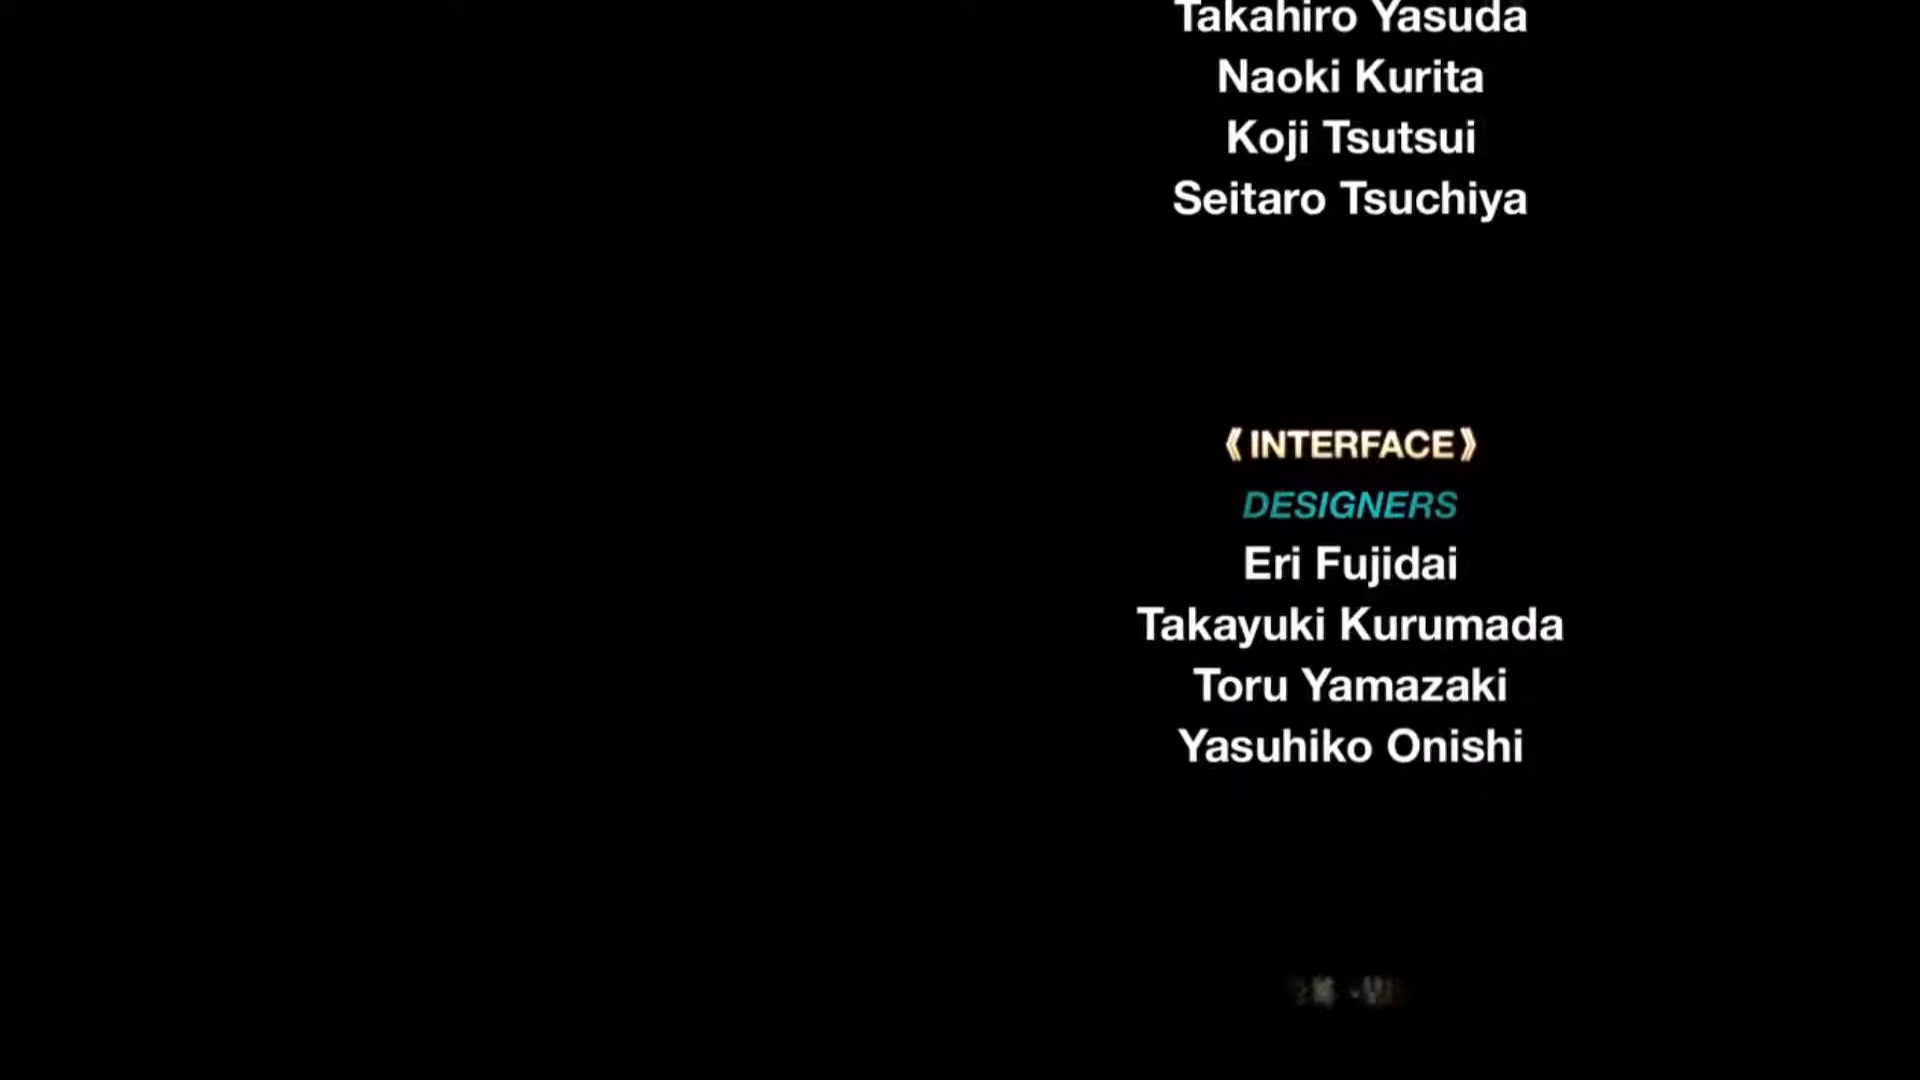 Takahiro Yasuda
Naoki Kurita
Koji Tsutsui
Seitaro Tsuchiya
《INTERFACE》
DESIGNERS
Eri Fujidai
Takayuki Kurumada
Toru Yamazaki
Yasuhiko Onishi